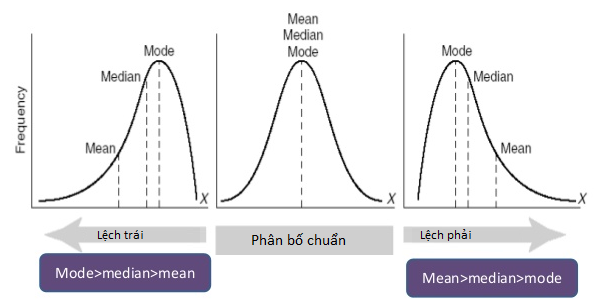 Mean
Median
Mode
Mode
Median
Mean
Frequency
X
X
Mode
Median
Mean
X
Lệch trái
Phân bố chuẩn
Lệch phải
Mode>median>mean
Mean>median>mode